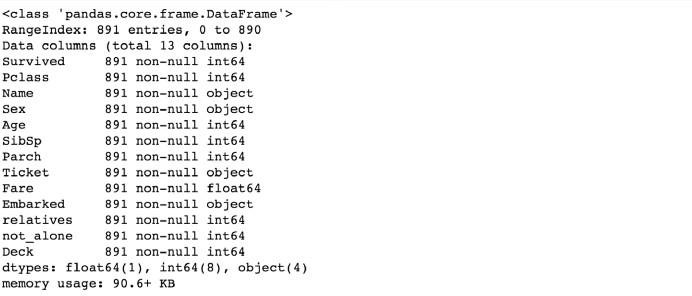 <class 'pandas.core.frame.DataFrame'>
RangeIndex: 891 entries, 0 to 890
Data columns (total 13 columns):
Survived     891 non-null int64
Pclass       891 non-null int64
Name         891 non-null object
Sex          891 non-null object
Age          891 non-null int64
SibSp        891 non-null int64
Parch        891 non-null int64
Ticket       891 non-null object
Fare         891 non-null float64
Embarked     891 non-null object
relatives    891 non-null int64
not_alone    891 non-null int64
Deck         891 non-null int64
dtypes: float64(1), int64(8), object(4)
memory usage: 90.6+ KB